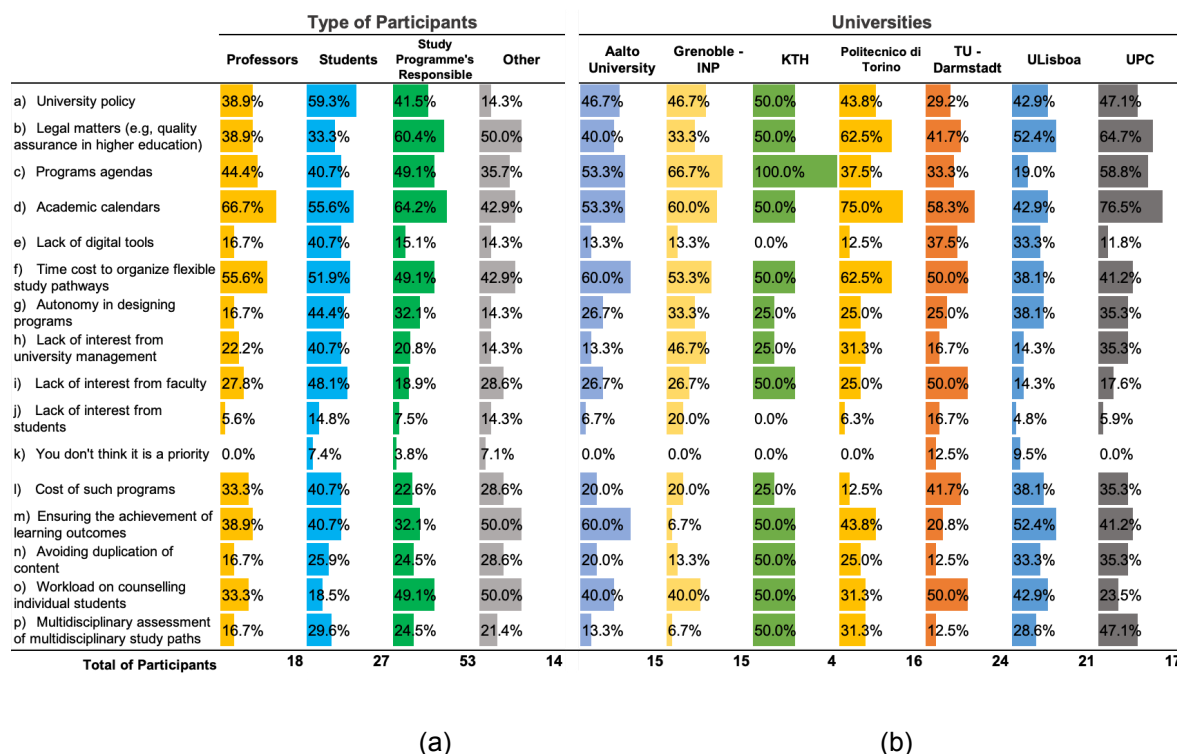 Type of Participants Universities
Professors Students Study Programme's Responsible Other Aalto University Grenoble - INP KTH Politecnico di Torino TU - Darmstadt ULisboa UPC
a) University policy 38.9% 59.3% 41.5% 14.3% 46.7% 46.7% 50.0% 43.8% 29.2% 42.9% 47.1%
b) Legal matters (e.g, quality assurance in higher education) 38.9% 33.3% 60.4% 50.0% 40.0% 33.3% 50.0% 62.5% 41.7% 52.4% 64.7%
c) Programs agendas 44.4% 40.7% 49.1% 35.7% 53.3% 66.7% 100.0% 37.5% 33.3% 19.0% 58.8%
d) Academic calendars 66.7% 55.6% 64.2% 42.9% 53.3% 60.0% 50.0% 75.0% 58.3% 42.9% 76.5%
e) Lack of digital tools 16.7% 40.7% 15.1% 14.3% 13.3% 13.3% 0.0% 12.5% 37.5% 33.3% 11.8%
f) Time cost to organize flexible study pathways 55.6% 51.9% 49.1% 42.9% 60.0% 53.3% 50.0% 62.5% 50.0% 38.1% 41.2%
g) Autonomy in designing programs 16.7% 44.4% 32.1% 14.3% 26.7% 33.3% 25.0% 25.0% 25.0% 38.1% 35.3%
h) Lack of interest from university management 22.2% 40.7% 20.8% 14.3% 13.3% 46.7% 25.0% 31.3% 16.7% 14.3% 35.3%
i) Lack of interest from faculty 27.8% 48.1% 18.9% 28.6% 26.7% 26.7% 50.0% 25.0% 50.0% 14.3% 17.6%
j) Lack of interest from students 5.6% 14.8% 7.5% 14.3% 6.7% 20.0% 0.0% 6.3% 16.7% 4.8% 5.9%
k) You don't think it is a priority 0.0% 7.4% 3.8% 7.1% 0.0% 0.0% 0.0% 0.0% 12.5% 9.5% 0.0%
l) Cost of such programs 33.3% 40.7% 22.6% 28.6% 20.0% 20.0% 25.0% 12.5% 41.7% 38.1% 35.3%
m) Ensuring the achievement of learning outcomes 38.9% 40.7% 32.1% 50.0% 60.0% 6.7% 50.0% 43.8% 20.8% 52.4% 41.2%
n) Avoiding duplication of content 16.7% 25.9% 24.5% 28.6% 20.0% 13.3% 50.0% 25.0% 12.5% 33.3% 35.3%
o) Workload on counselling individual students 33.3% 18.5% 49.1% 50.0% 40.0% 40.0% 50.0% 31.3% 50.0% 42.9% 23.5%
p) Multidisciplinary assessment of multidisciplinary study paths 16.7% 29.6% 24.5% 21.4% 13.3% 6.7% 50.0% 31.3% 12.5% 28.6% 47.1%
Total of Participants 18 27 53 14 15 15 4 16 24 21 17
(a) (b)